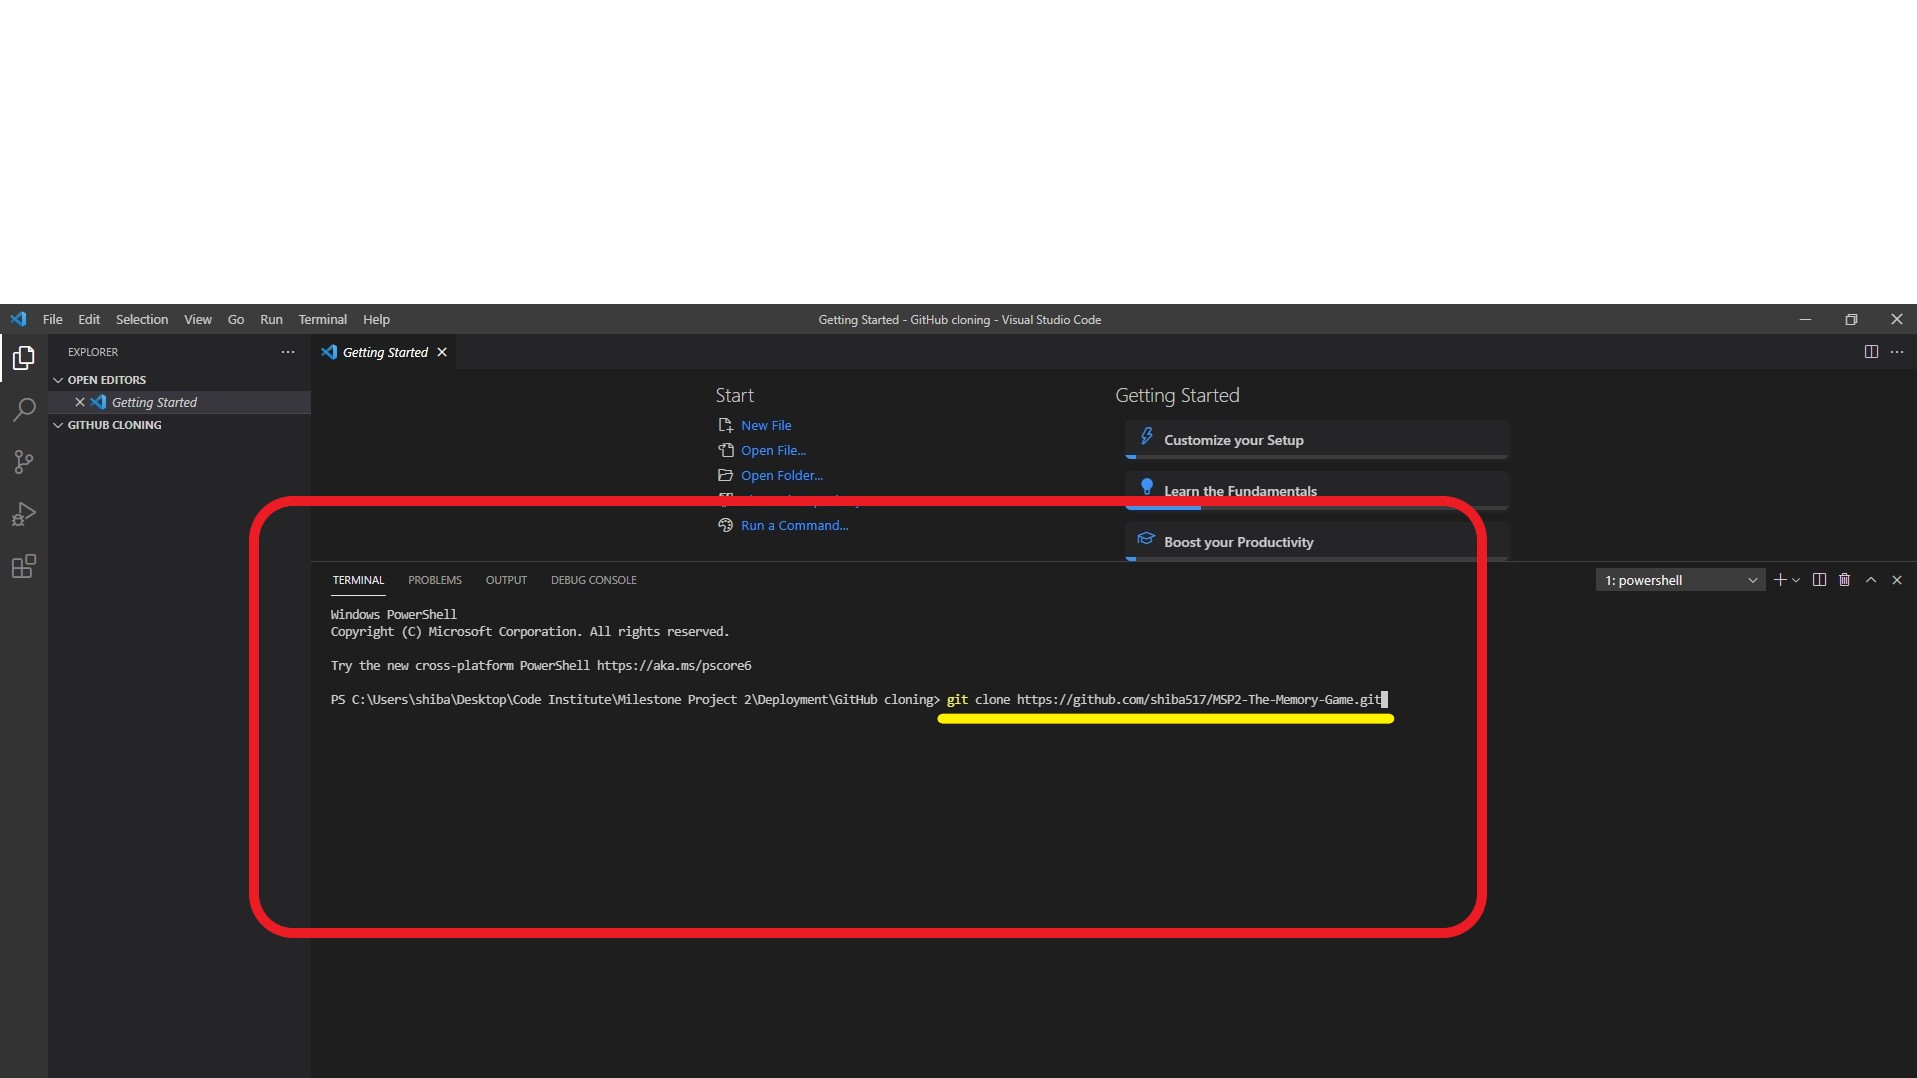 File Edit Selection View Go Run Terminal Help
Getting Started - GitHub cloning - Visual Studio Code
EXPLORER
OPEN EDITORS
Getting Started
GITHUB CLONING
Getting Started
Start
New File
Open File...
Open Folder...
Run a Command...
Getting Started
Customize your Setup
Learn the Fundamentals
Boost your Productivity
TERMINAL PROBLEMS OUTPUT DEBUG CONSOLE
1: powershell
Windows PowerShell
Copyright (C) Microsoft Corporation. All rights reserved.
Try the new cross-platform PowerShell https://aka.ms/pscore6
PS C:\Users\shiba\Desktop\Code Institute\Milestone Project 2\Deployment\GitHub cloning> git clone https://github.com/shiba517/MSP2-The-Memory-Game.git